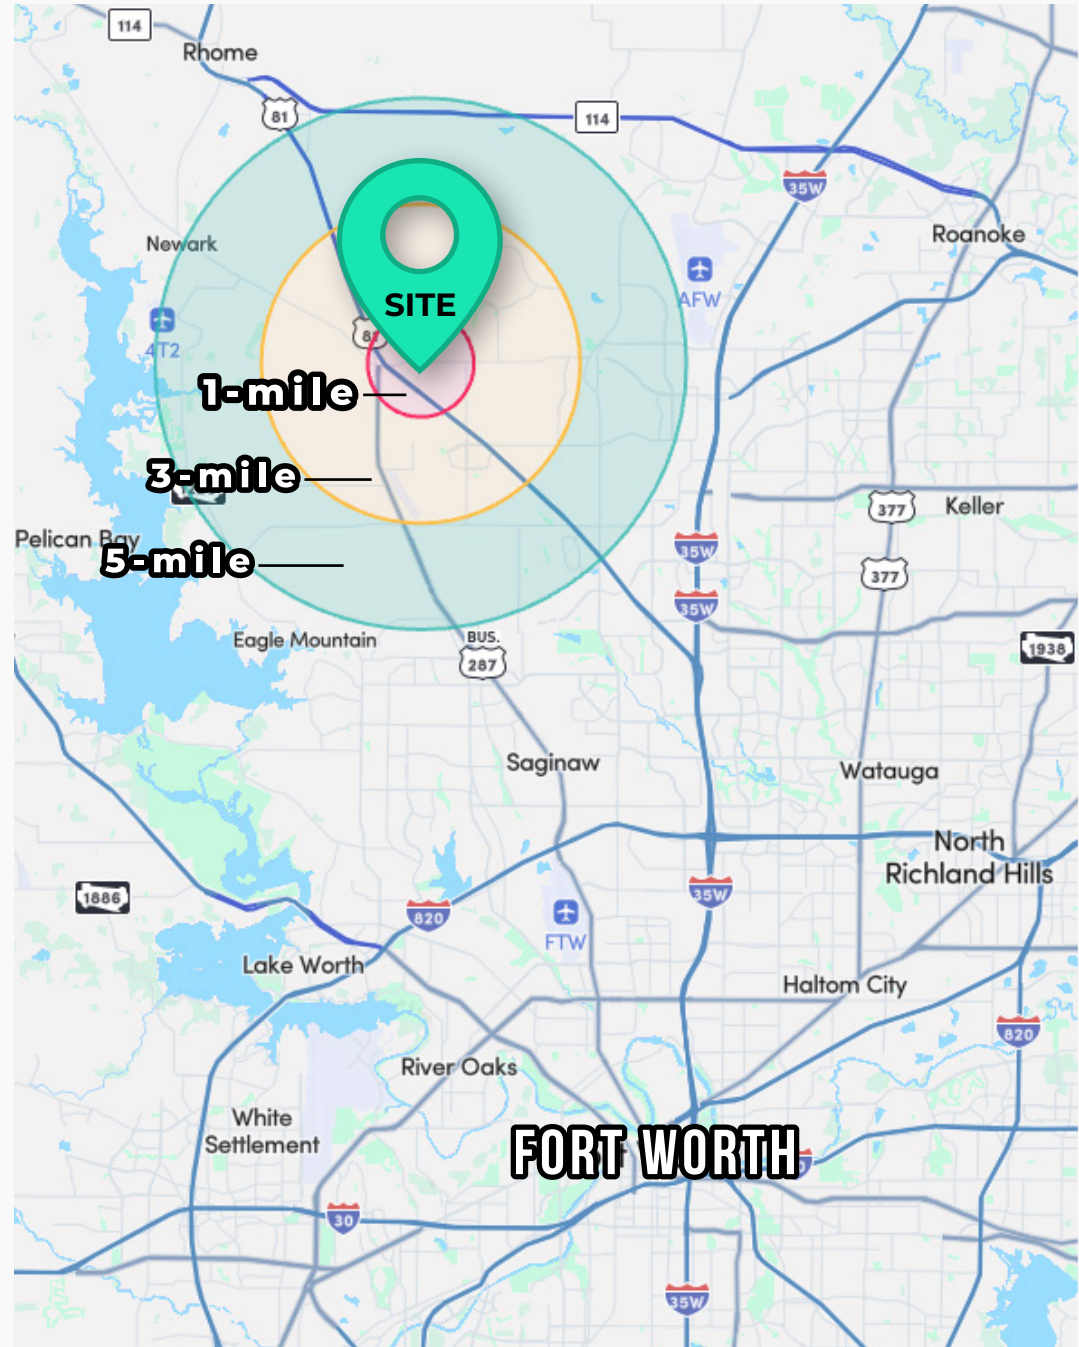 114
Rhome
81
114
35W
Roanoke
Newark
AFW
SITE
4T2
1-mile
3-mile
377
Keller
Pelican Bay
35W
5-mile
377
35W
Eagle Mountain
BUS.
287
1938
Saginaw
Watauga
North
Richland Hills
1886
35W
820
FTW
Lake Worth
Haltom City
820
River Oaks
White
Settlement
FORT WORTH
30
35W